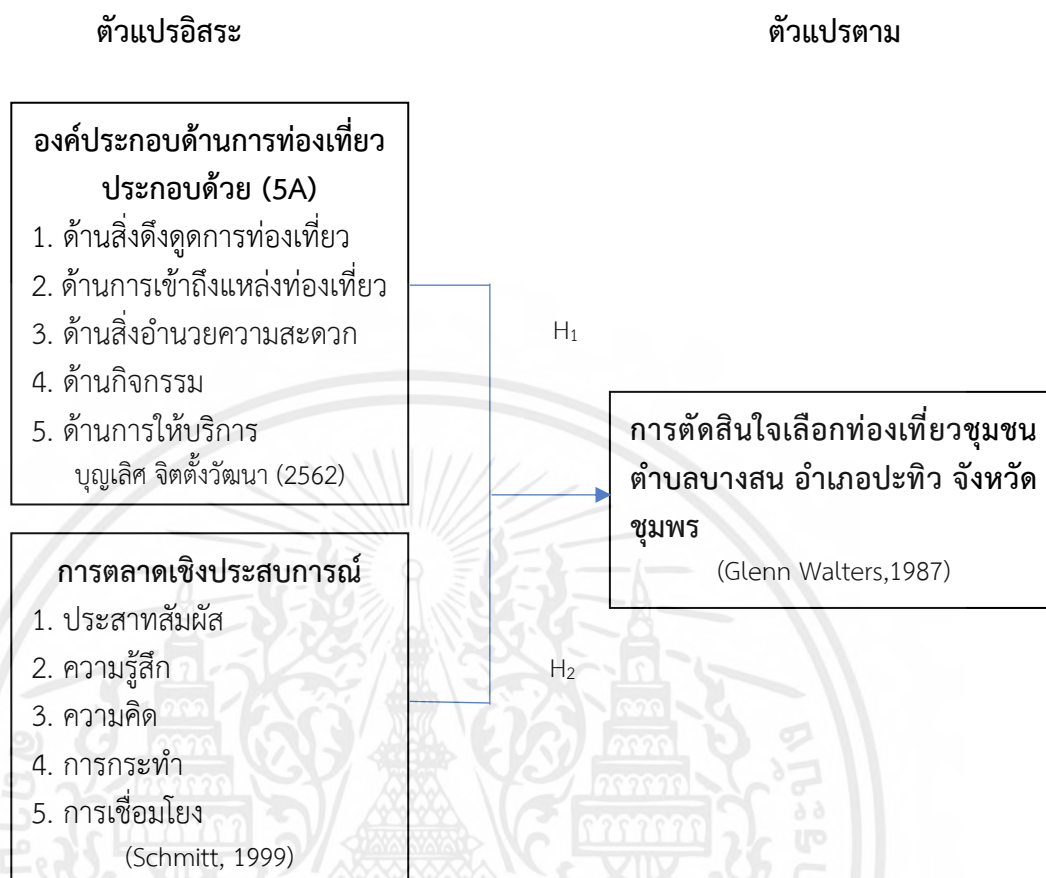 ตัวแปรอิสระ
ตัวแปรตาม
องค์ประกอบด้านการท่องเที่ยว
ประกอบด้วย (5A)
1. ด้านสิ่งดึงดูดการท่องเที่ยว
2. ด้านการเข้าถึงแหล่งท่องเที่ยว
3. ด้านสิ่งอำนวยความสะดวก
4. ด้านกิจกรรม
5. ด้านการให้บริการ
บุญเลิศ จิตตั้งวัฒนา (2562)
H₁
การตัดสินใจเลือกท่องเที่ยวชุมชน
ตำบลบางสน อำเภอปะทิว จังหวัด
ชุมพร
(Glenn Walters,1987)
การตลาดเชิงประสบการณ์
1. ประสาทสัมผัส
2. ความรู้สึก
3. ความคิด
4. การกระทำ
5. การเชื่อมโยง
(Schmitt, 1999)
H₂